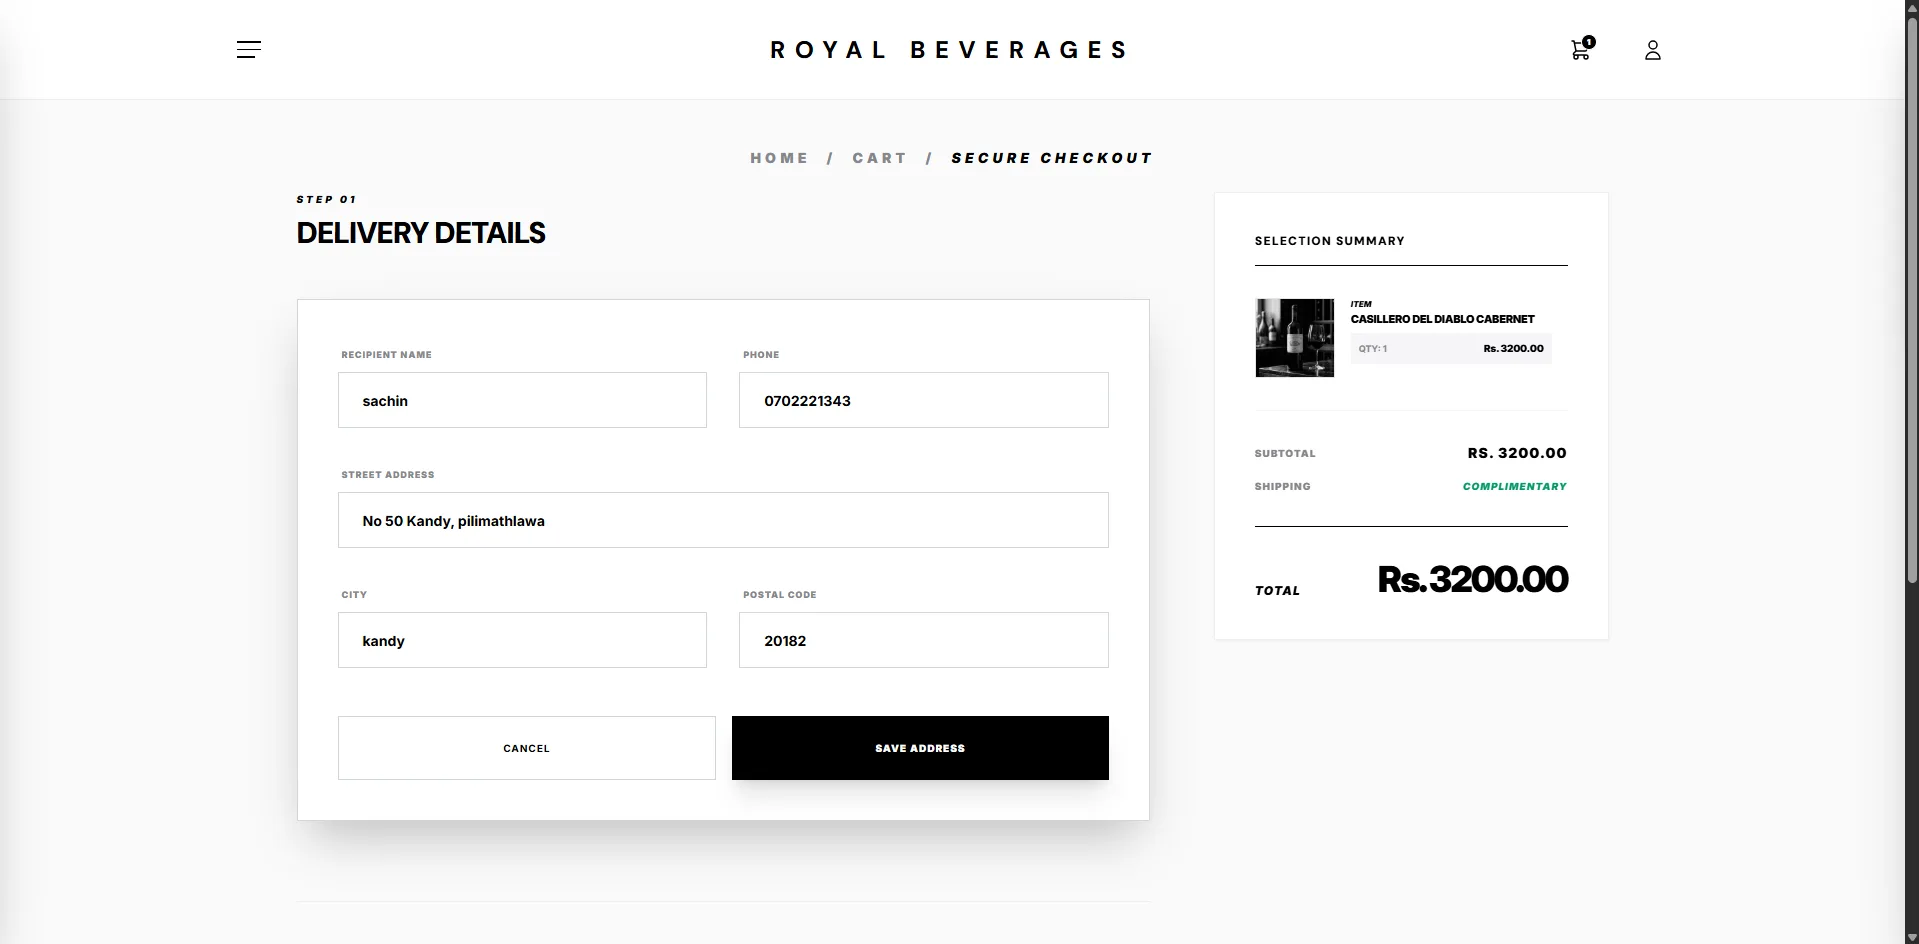 ROYAL BEVERAGES
1
HOME / CART / SECURE CHECKOUT
STEP 01
DELIVERY DETAILS
RECIPIENT NAME
sachin
PHONE
0702221343
STREET ADDRESS
No 50 Kandy, pilimathlawa
CITY
kandy
POSTAL CODE
20182
CANCEL
SAVE ADDRESS
SELECTION SUMMARY
ITEM
CASILLERO DEL DIABLO CABERNET
QTY: 1
Rs. 3200.00
SUBTOTAL
RS. 3200.00
SHIPPING
COMPLIMENTARY
TOTAL
Rs. 3200.00